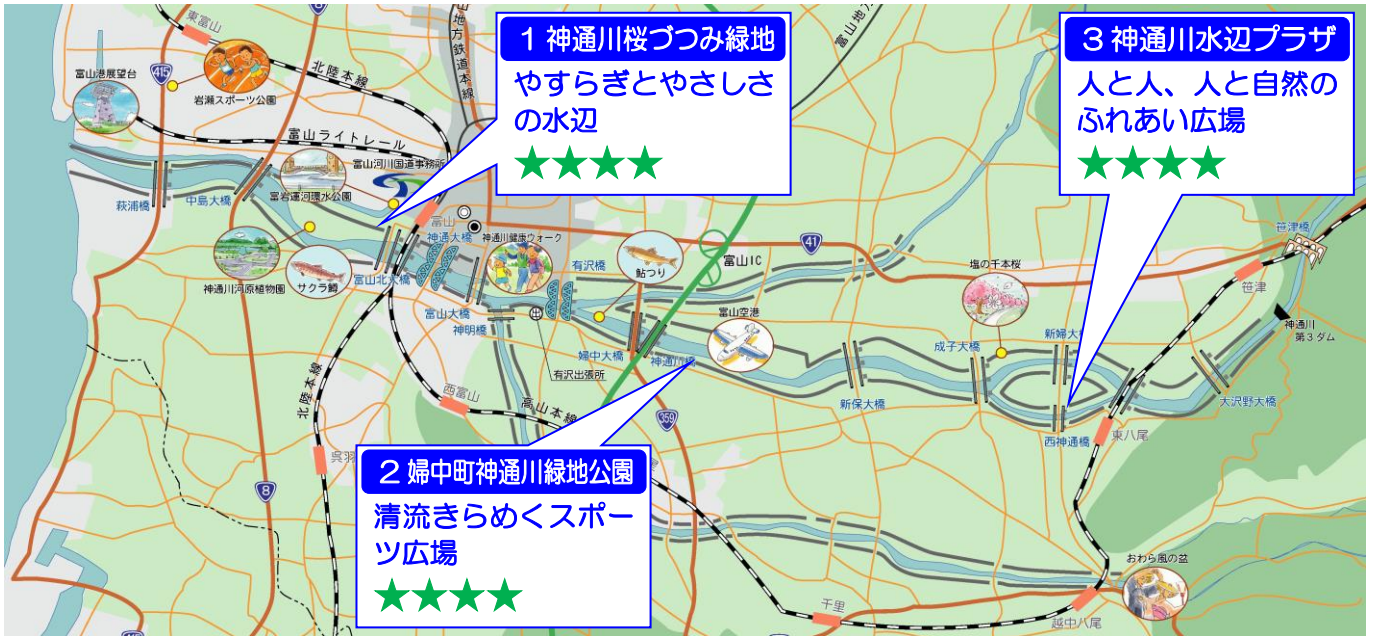 1 神通川桜づつみ緑地
やすらぎとやさしさ
の水辺
★★★★
3 神通川水辺プラザ
人と人、人と自然の
ふれあい広場
★★★★
2 婦中町神通川緑地公園
清流きらめくスポー
ツ広場
★★★★
東富山
8
415
富山港展望台
岩瀬スポーツ公園
北陸本線
山地方鉄道本線
富山地方
富山ライトレール
富山河川国道事務所
富岩運河環水公園
萩浦橋
中島大橋
神通川河原植物園
サクラ鱒
富山北大橋
富山
神通大橋
神通川健康ウォーク
有沢橋
鮎つり
富山IC
41
塩の千本桜
笹津橋
笹津
神通川
第3ダム
富山大橋
神明橋
有沢出張所
婦中大橋
神通川橋
富山空港
新保大橋
成子大橋
新婦大
西神通橋
東八尾
大沢野大橋
北陸本線
西富山
高山本線
359
呉羽
8
おわら風の盆
千里
越中八尾